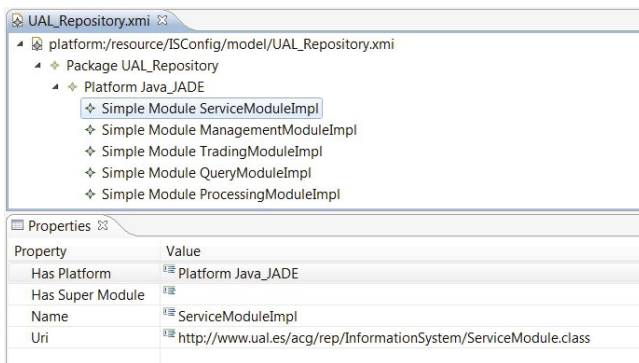 UAL_Repository.xmi
platform:/resource/ISConfig/model/UAL_Repository.xmi
Package UAL_Repository
Platform Java_JADE
Simple Module ServiceModuleImpl
Simple Module ManagementModuleImpl
Simple Module TradingModuleImpl
Simple Module QueryModuleImpl
Simple Module ProcessingModuleImpl
Properties
Property Value
Has Platform Platform Java_JADE
Has Super Module
Name ServiceModuleImpl
Uri http://www.ual.es/acg/rep/InformationSystem/ServiceModule.class